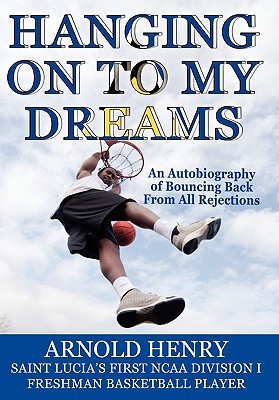 HANGING
ON TO MY
DREAMS
An Autobiography
of Bouncing Back
From All Rejections
ARNOLD HENRY
SAINT LUCIA'S FIRST NCAA DIVISION I
FRESHMAN BASKETBALL PLAYER